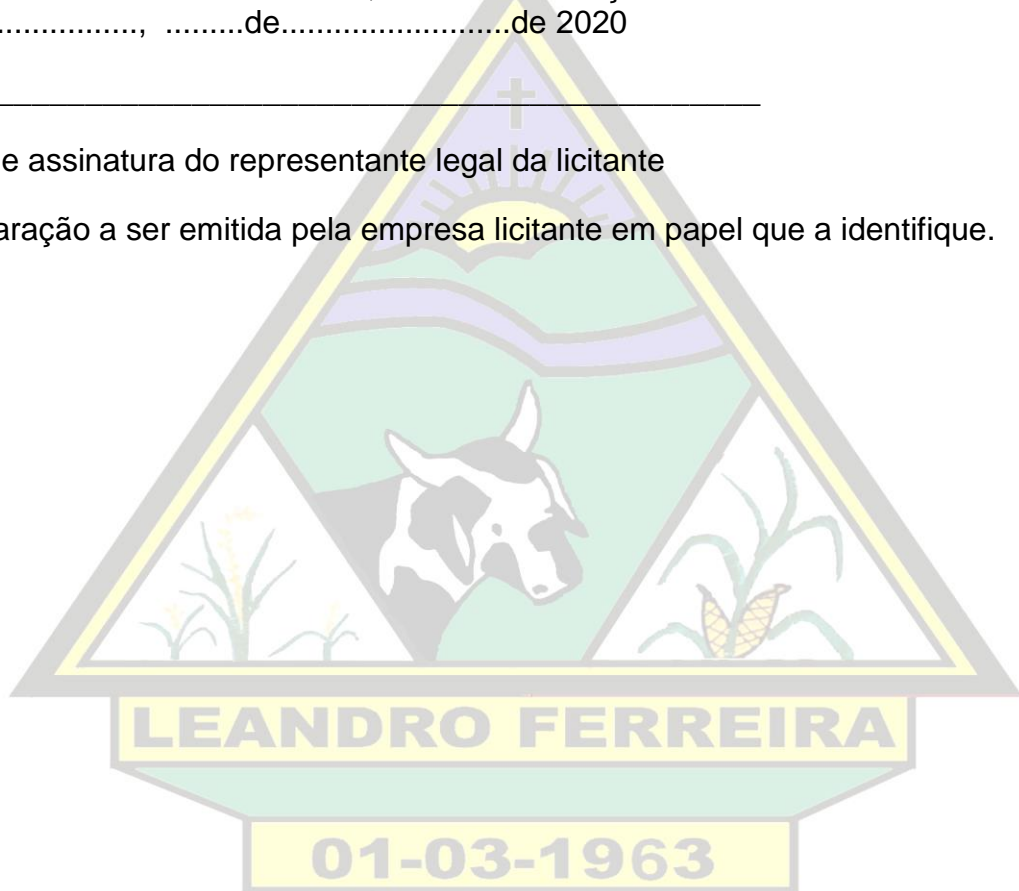 ................, .........de..........................de 2020
____________________________________________
e assinatura do representante legal da licitante
aração a ser emitida pela empresa licitante em papel que a identifique.
LEANDRO FERREIRA
01-03-1963